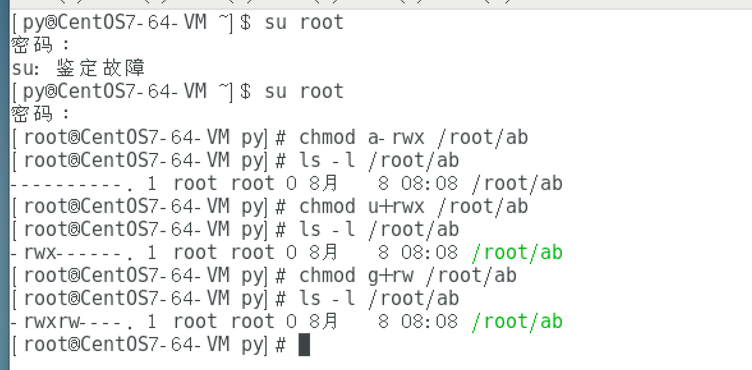 [py@CentOS7-64-VM ~]$ su root
密码：
su: 鉴定故障
[py@CentOS7-64-VM ~]$ su root
密码：
[root@CentOS7-64-VM py]# chmod a-rwx /root/ab
[root@CentOS7-64-VM py]# ls -l /root/ab
----------. 1 root root 0 8月   8 08:08 /root/ab
[root@CentOS7-64-VM py]# chmod u+rwx /root/ab
[root@CentOS7-64-VM py]# ls -l /root/ab
-rwx------. 1 root root 0 8月   8 08:08 /root/ab
[root@CentOS7-64-VM py]# chmod g+rw /root/ab
[root@CentOS7-64-VM py]# ls -l /root/ab
-rwxrw----. 1 root root 0 8月   8 08:08 /root/ab
[root@CentOS7-64-VM py]#